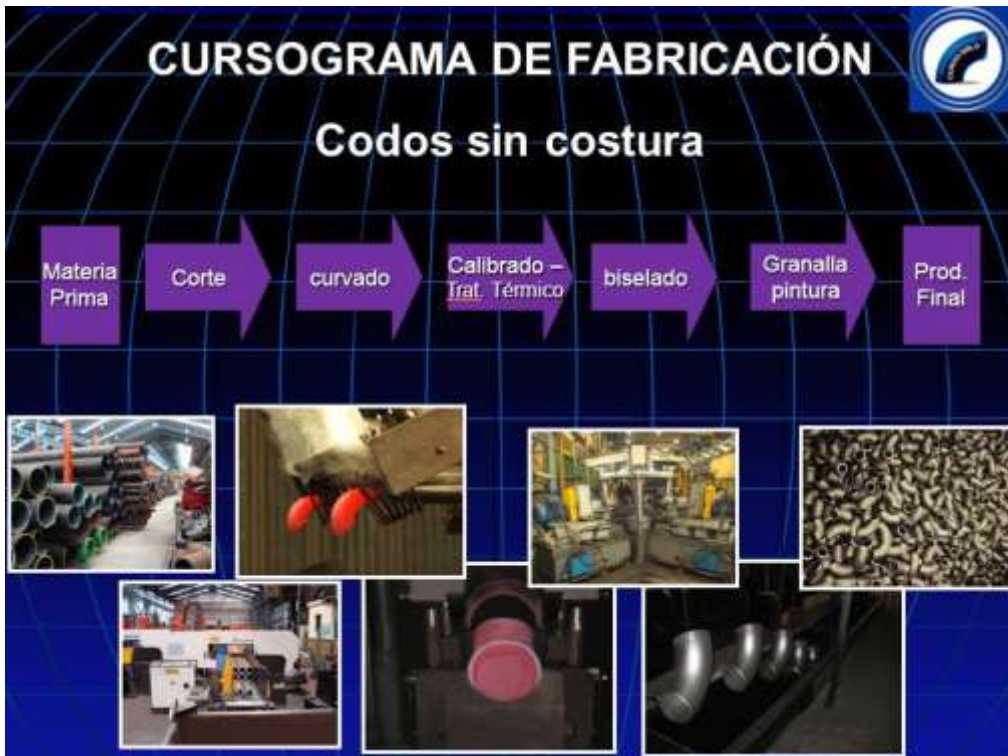 CURSOGRAMA DE FABRICACIÓN
Codos sin costura
Materia
Prima
Corte
curvado
Calibrado –
Trat. Térmico
biselado
Granalla
pintura
Prod.
Final